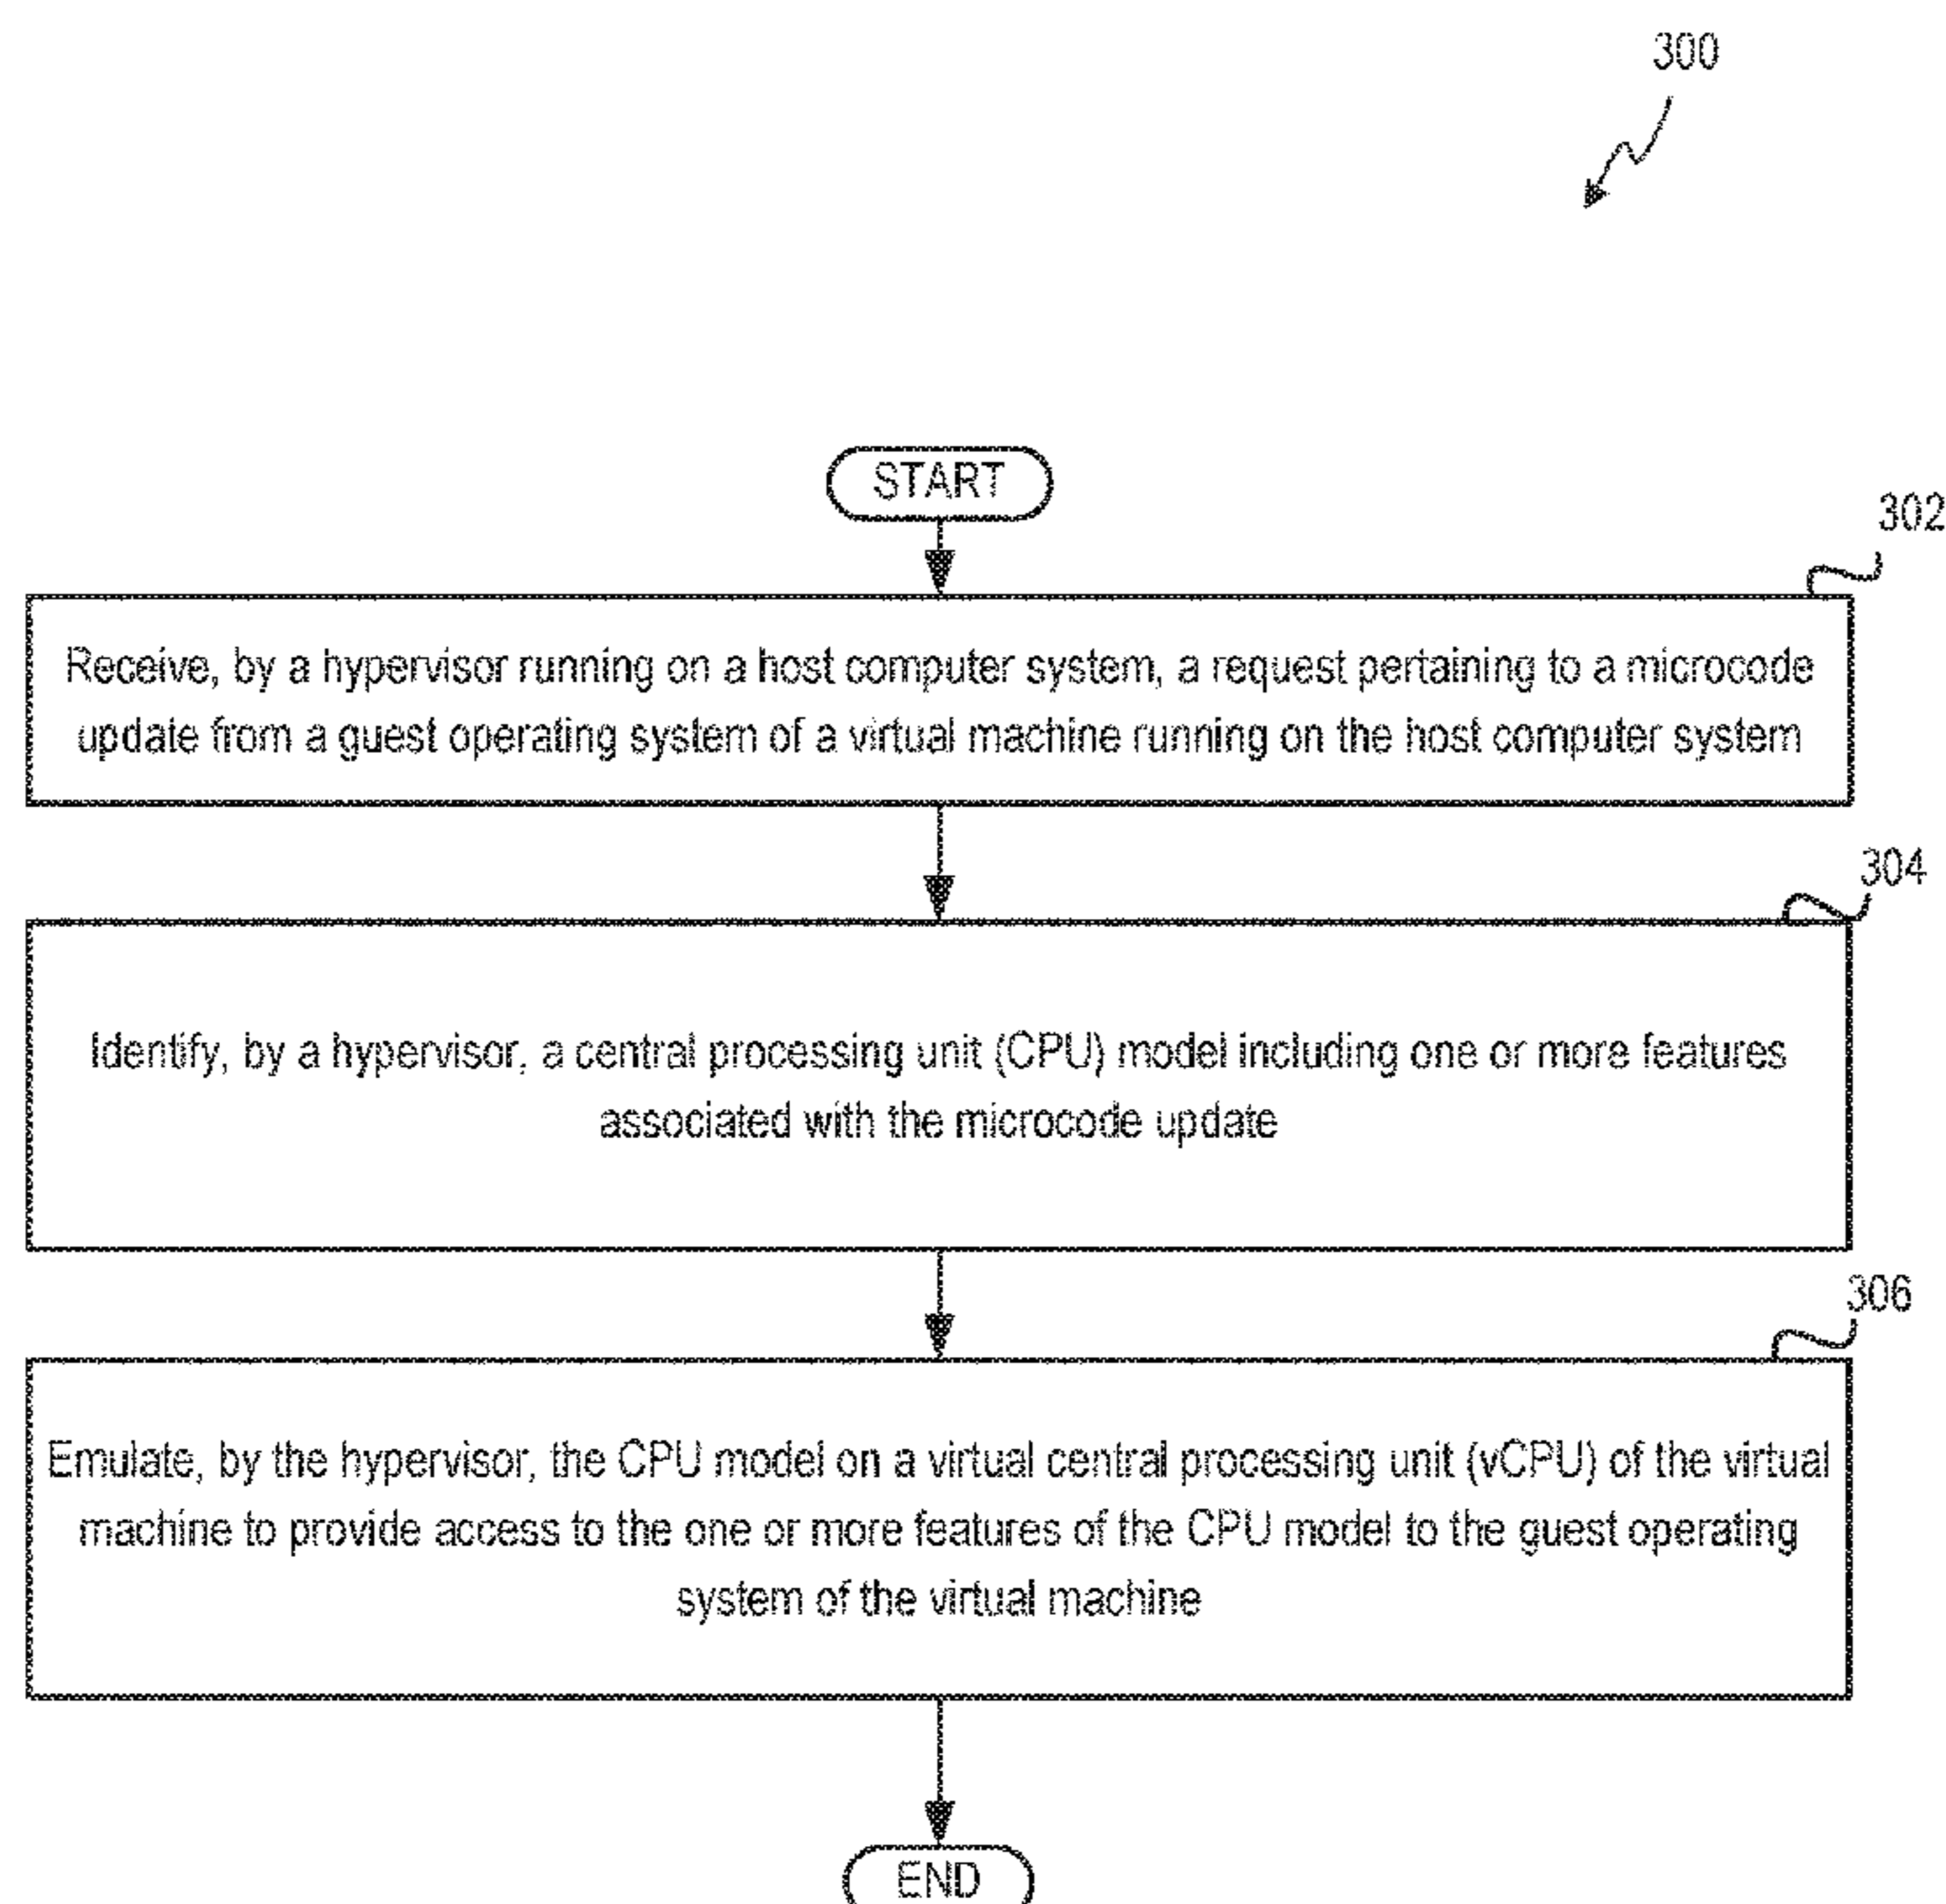 300
START
302
Receive, by a hypervisor running on a host computer system, a request pertaining to a microcode
update from a guest operating system of a virtual machine running on the host computer system
304
Identify, by a hypervisor, a central processing unit (CPU) model including one or more features
associated with the microcode update
306
Emulate, by the hypervisor, the CPU model on a virtual central processing unit (vCPU) of the virtual
machine to provide access to the one or more features of the CPU model to the guest operating
system of the virtual machine
END